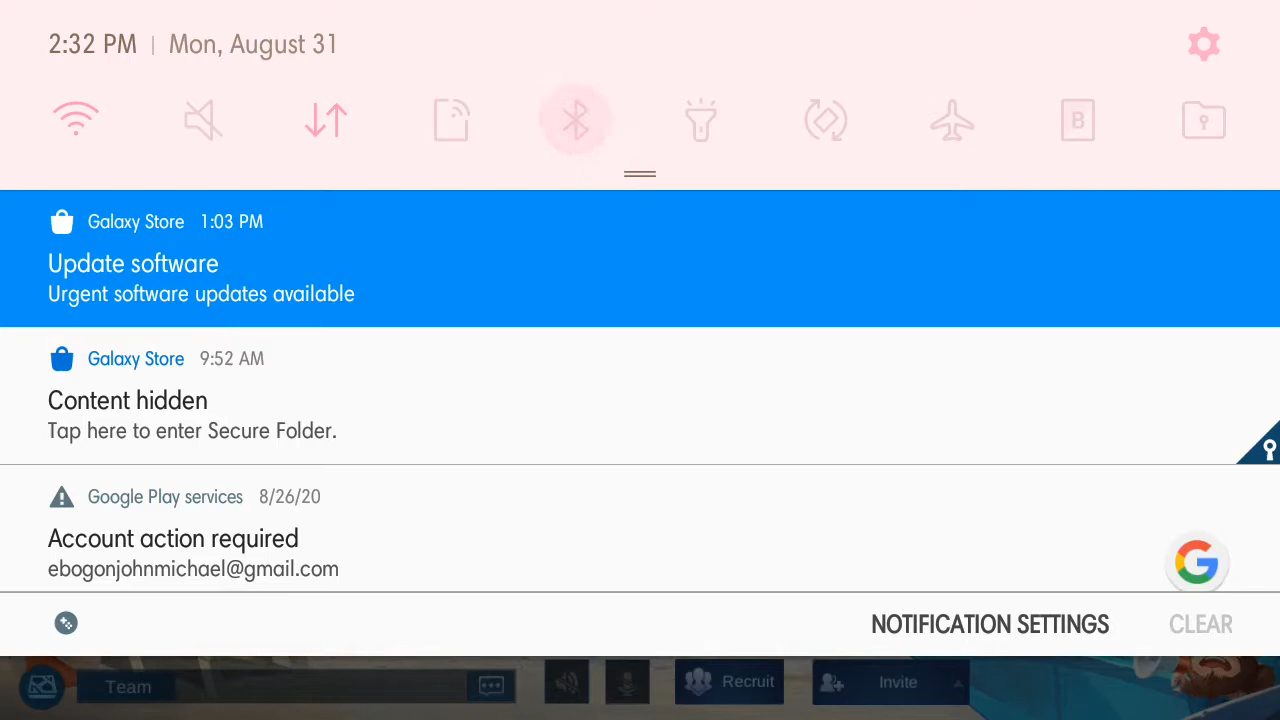 2:32 PM | Mon, August 31
B
Galaxy Store 1:03 PM
Update software
Urgent software updates available
Galaxy Store 9:52 AM
Content hidden
Tap here to enter Secure Folder.
Google Play services 8/26/20
Account action required
ebogonjohnmichael@gmail.com
NOTIFICATION SETTINGS CLEAR
Team Recruit Invite